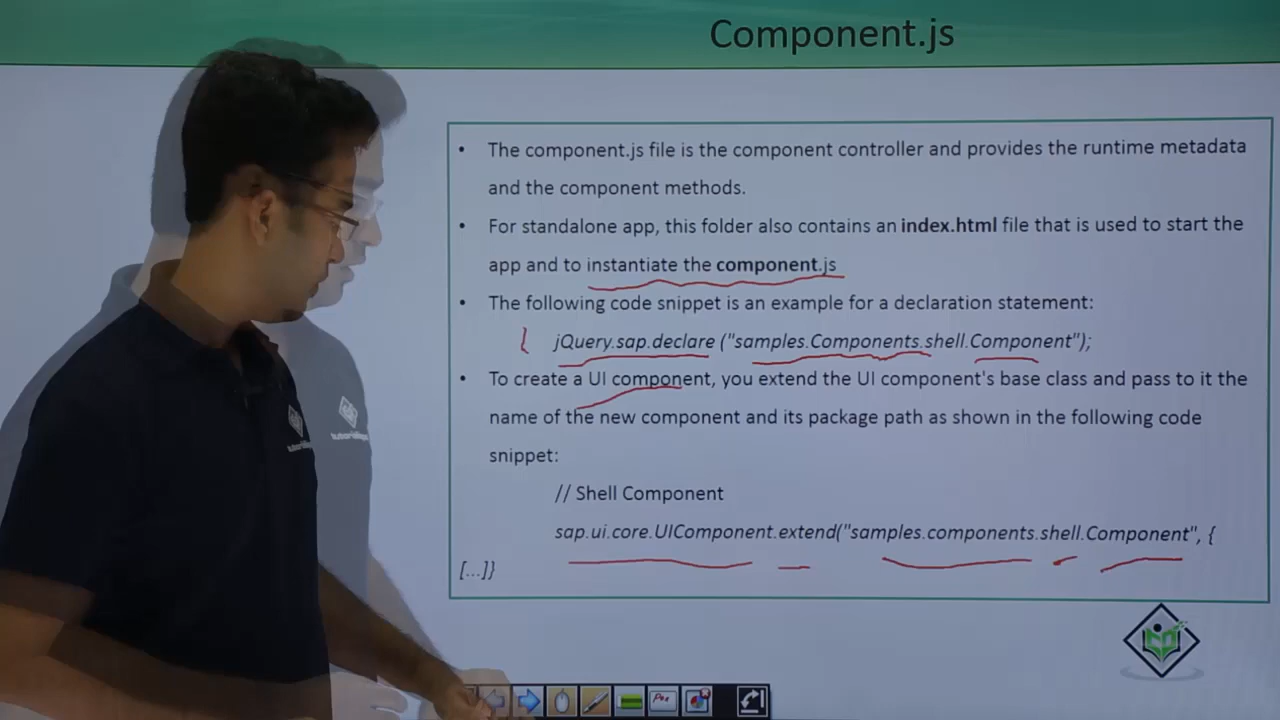 Component.js
• The component.js file is the component controller and provides the runtime metadata
and the component methods.
• For standalone app, this folder also contains an index.html file that is used to start the
app and to instantiate the component.js
• The following code snippet is an example for a declaration statement:
jQuery.sap.declare ("samples.Components.shell.Component");
• To create a UI component, you extend the UI component's base class and pass to it the
name of the new component and its package path as shown in the following code
snippet:
// Shell Component
sap.ui.core.UIComponent.extend("samples.components.shell.Component", {
[...]}